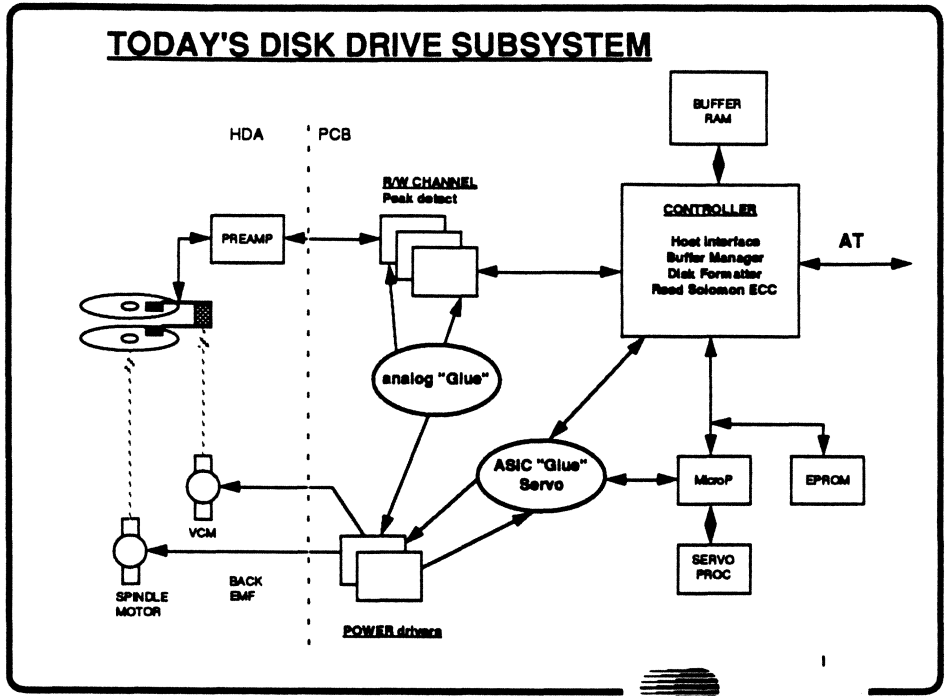 TODAY'S DISK DRIVE SUBSYSTEM
BUFFER
RAM
HDA
PCB
R/W CHANNEL
Peak detect
CONTROLLER
Host Interface
Buffer Manager
Disk Formatter
Reed Solomon ECC
AT
PREAMP
analog "Glue"
ASIC "Glue"
Servo
MicroP
EPROM
VCM
SERVO
PROC
BACK
EMF
SPINDLE
MOTOR
POWER drivers